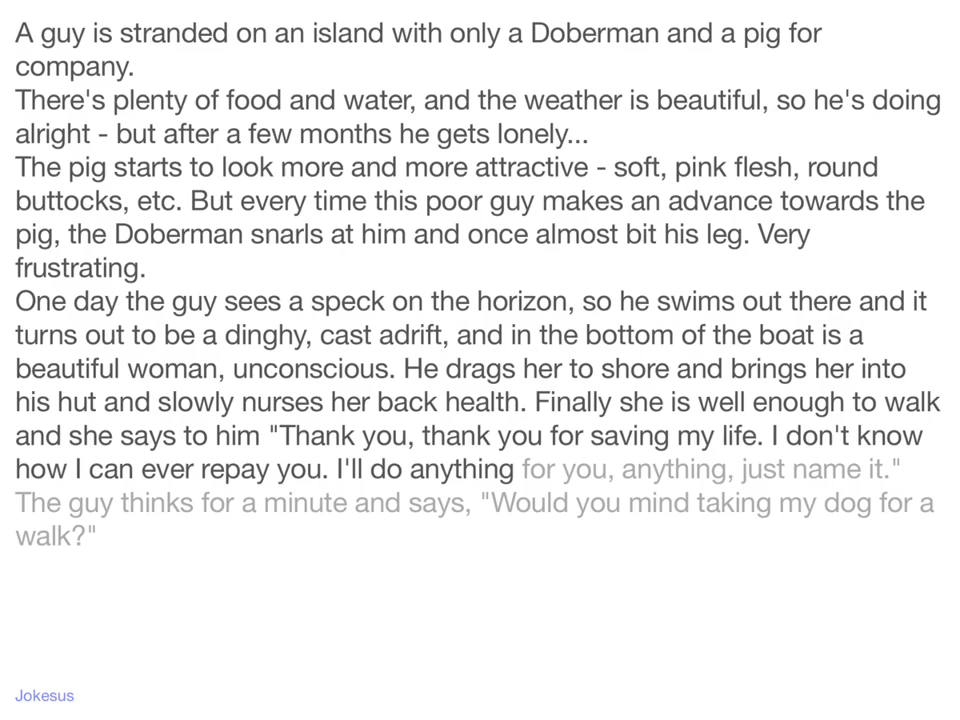 A guy is stranded on an island with only a Doberman and a pig for
company.
There's plenty of food and water, and the weather is beautiful, so he's doing
alright - but after a few months he gets lonely...
The pig starts to look more and more attractive - soft, pink flesh, round
buttocks, etc. But every time this poor guy makes an advance towards the
pig, the Doberman snarls at him and once almost bit his leg. Very
frustrating.
One day the guy sees a speck on the horizon, so he swims out there and it
turns out to be a dinghy, cast adrift, and in the bottom of the boat is a
beautiful woman, unconscious. He drags her to shore and brings her into
his hut and slowly nurses her back health. Finally she is well enough to walk
and she says to him "Thank you, thank you for saving my life. I don't know
how I can ever repay you. I'll do anything for you, anything, just name it."
The guy thinks for a minute and says, "Would you mind taking my dog for a
walk?"
Jokesus